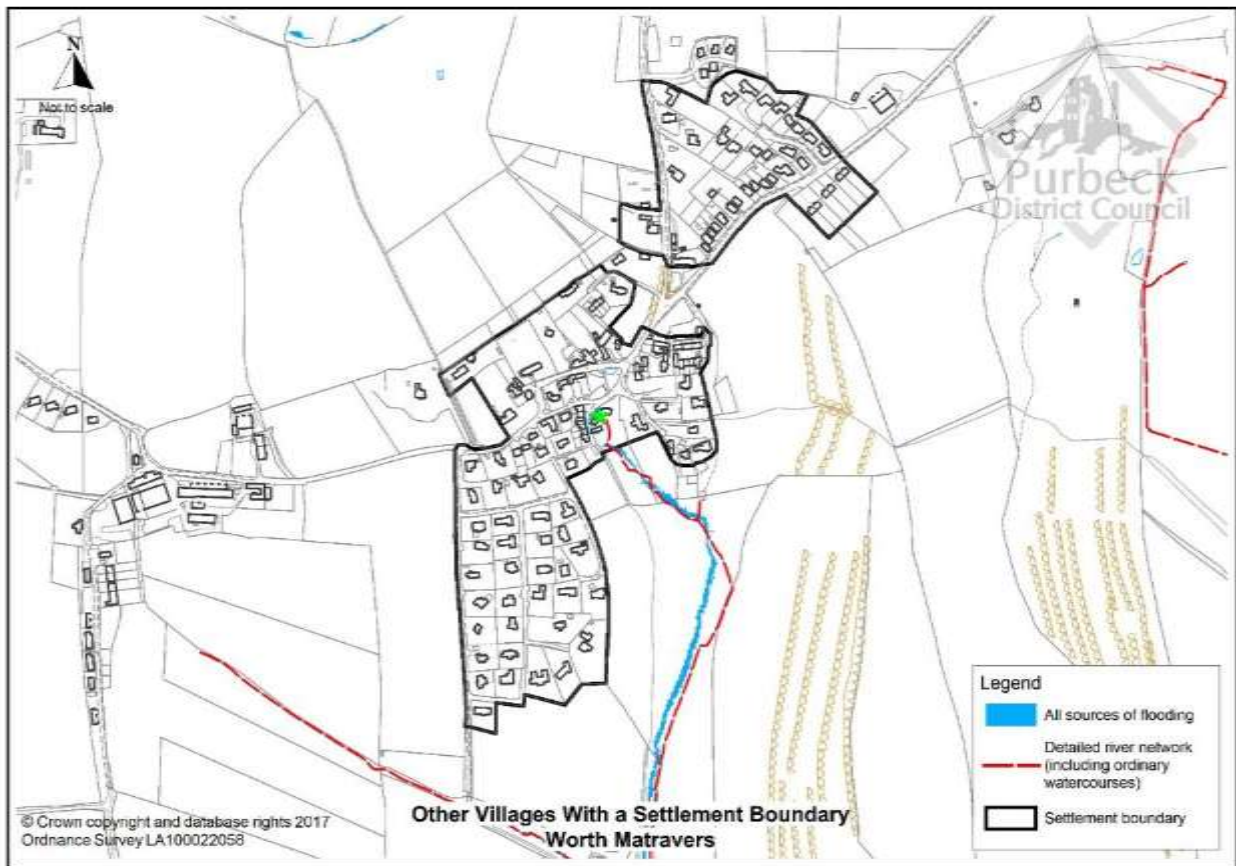 N
Not to scale
Purbeck
District Council
Legend
All sources of flooding
Detailed river network
(including ordinary
watercourses)
Settlement boundary
Other Villages With a Settlement Boundary
Worth Matravers
© Crown copyright and database rights 2017
Ordnance Survey LA100022058